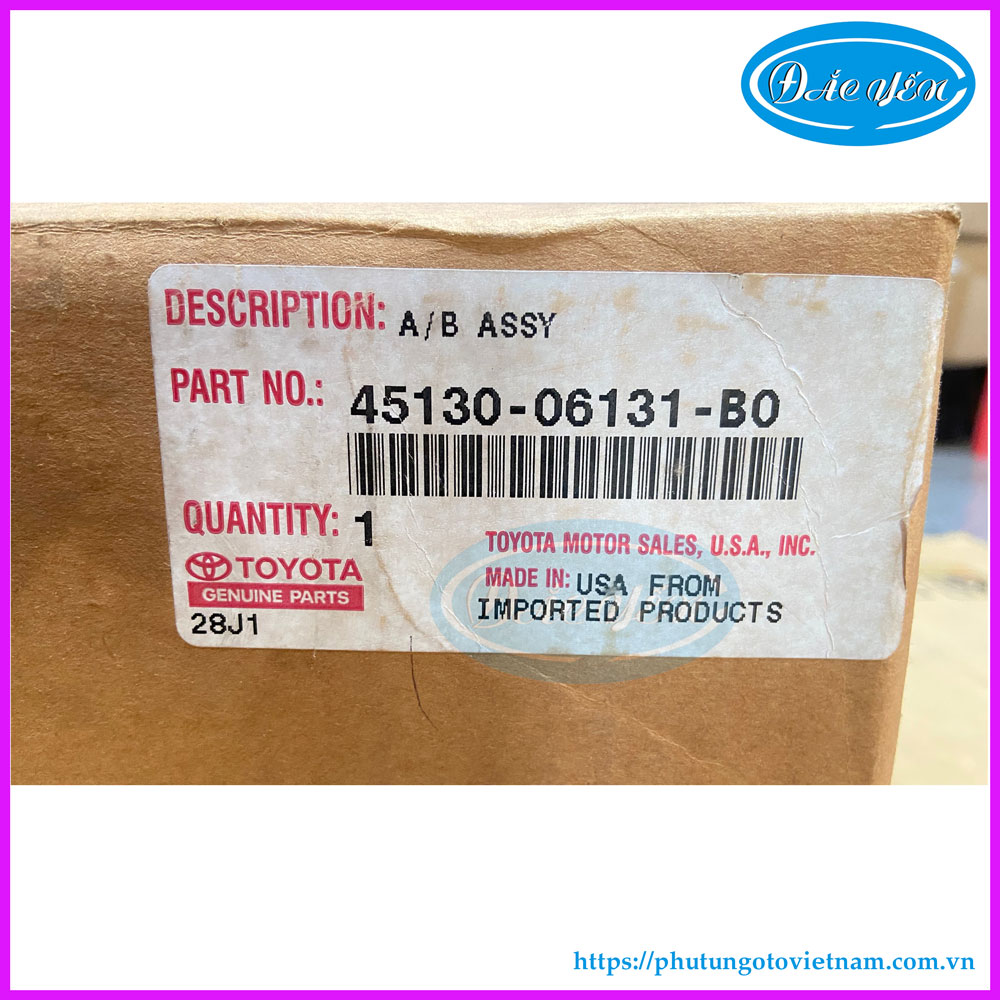 ĐẮC YẾN
DESCRIPTION: A/B ASSY
PART NO.: 45130-06131-B0
QUANTITY: 1
TOYOTA MOTOR SALES, U.S.A., INC.
TOYOTA
MADE IN: USA FROM
GENUINE PARTS
IMPORTED PRODUCTS
28J1
https://phutungotovietnam.com.vn